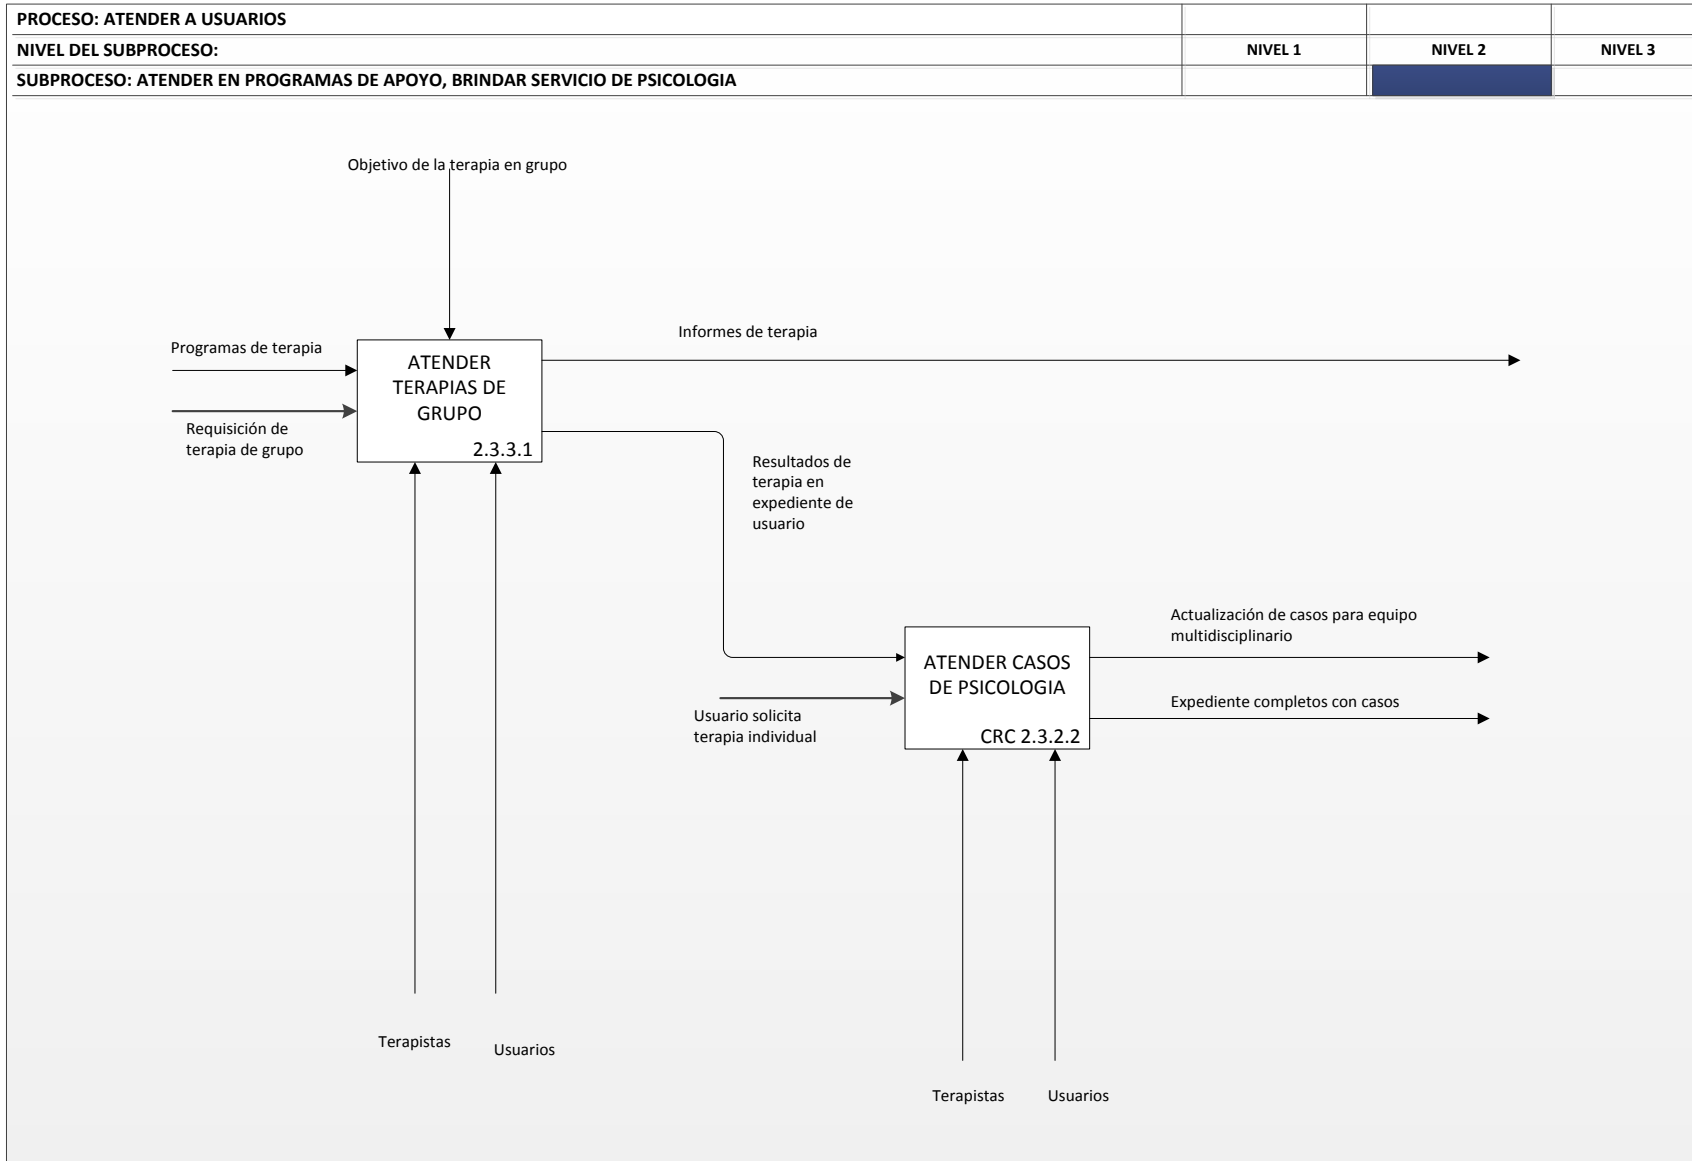 PROCESO: ATENDER A USUARIOS
NIVEL DEL SUBPROCESO:
NIVEL 1
NIVEL 2
NIVEL 3
SUBPROCESO: ATENDER EN PROGRAMAS DE APOYO, BRINDAR SERVICIO DE PSICOLOGIA
Objetivo de la terapia en grupo
Programas de terapia
Requisición de
terapia de grupo
ATENDER
TERAPIAS DE
GRUPO
2.3.3.1
Informes de terapia
Resultados de
terapia en
expediente de
usuario
Usuario solicita
terapia individual
ATENDER CASOS
DE PSICOLOGIA
CRC 2.3.2.2
Actualización de casos para equipo
multidisciplinario
Expediente completos con casos
Terapistas
Usuarios
Terapistas
Usuarios